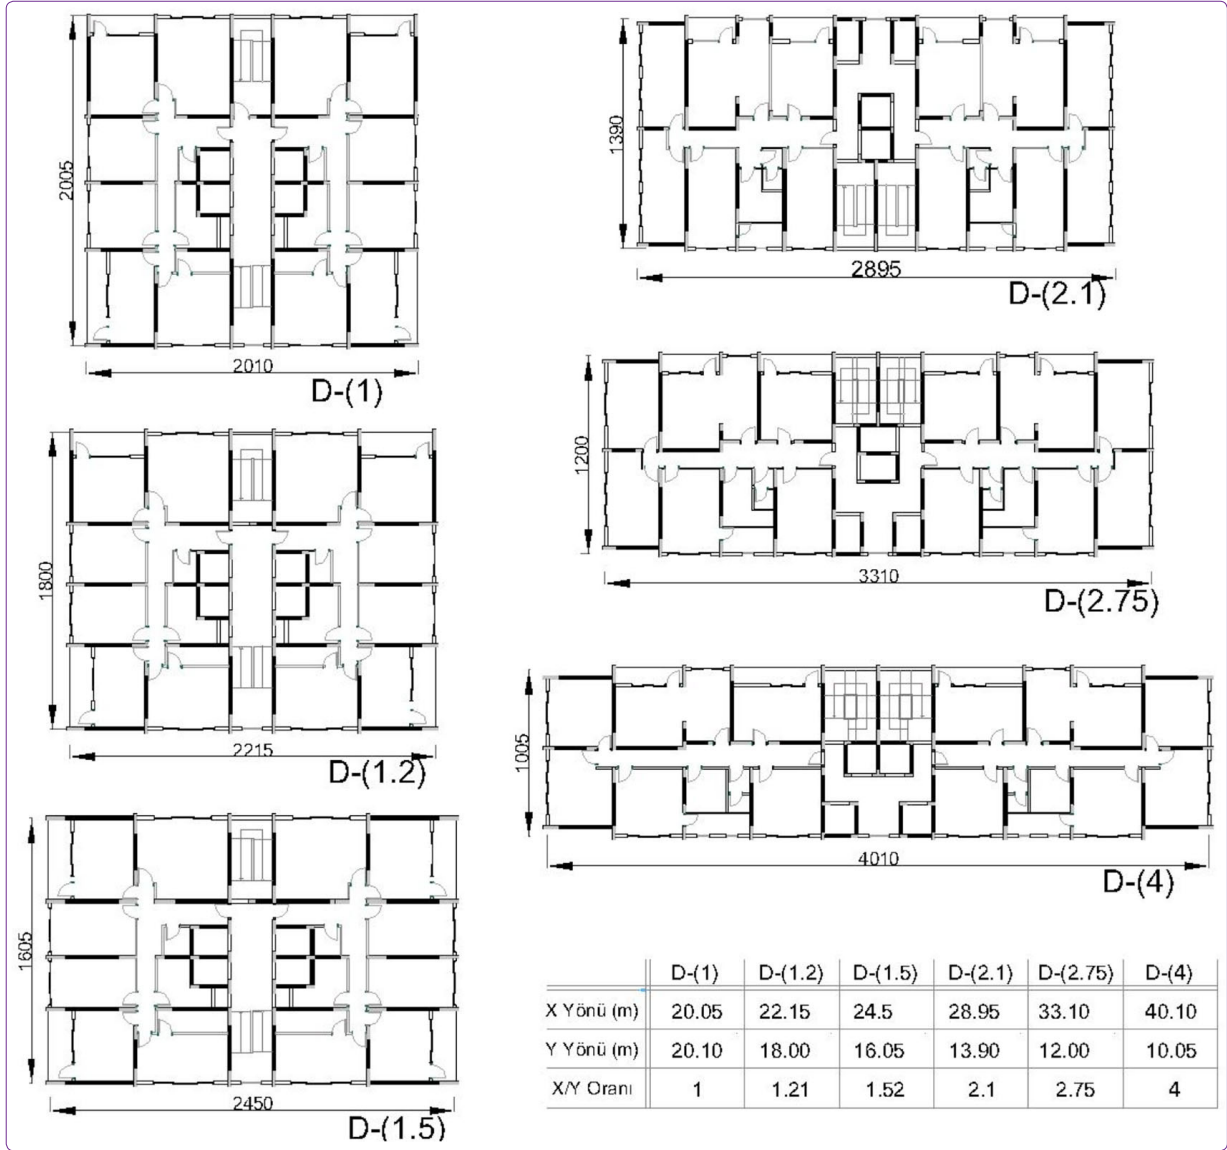 2005
2010
D-(1)
1390
2895
D-(2.1)
1200
3310
D-(2.75)
1800
2215
D-(1.2)
1005
4010
D-(4)
1605
2450
D-(1.5)
D-(1) D-(1.2) D-(1.5) D-(2.1) D-(2.75) D-(4)
X Yönü (m) 20.05 22.15 24.5 28.95 33.10 40.10
Y Yönü (m) 20.10 18.00 16.05 13.90 12.00 10.05
X/Y Oranı 1 1.21 1.52 2.1 2.75 4